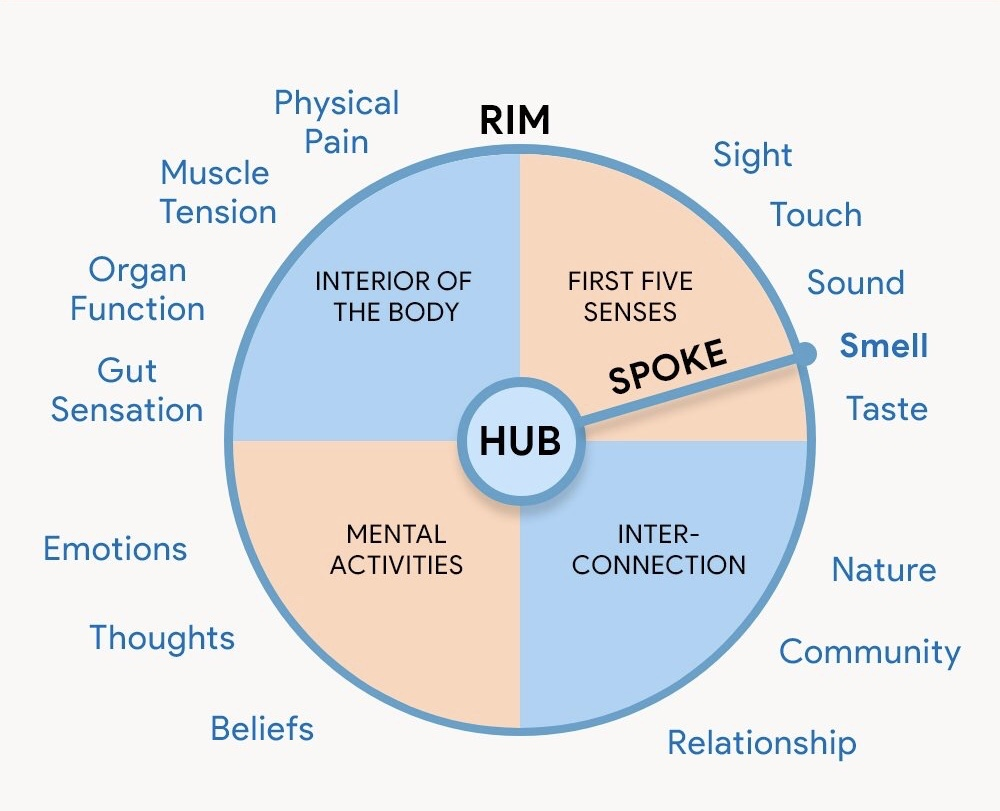 RIM
Physical
Pain
Muscle
Tension
Organ
Function
Gut
Sensation
INTERIOR OF
THE BODY
FIRST FIVE
SENSES
Sight
Touch
Sound
Smell
Taste
SPOKE
HUB
MENTAL
ACTIVITIES
Emotions
Thoughts
Beliefs
INTER-
CONNECTION
Nature
Community
Relationship